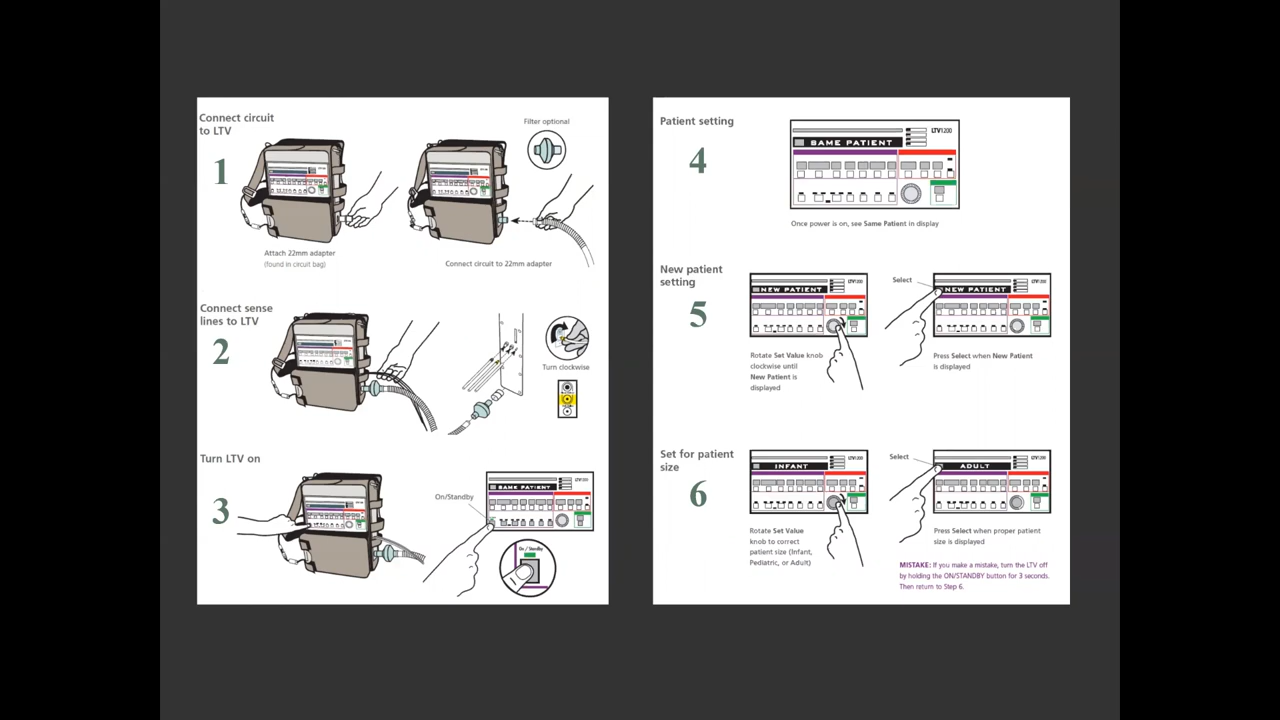 Connect circuit
to LTV
1
Filter optional
Attach 22mm adapter
(found in circuit bag)
Connect circuit to 22mm adapter
Connect sense
lines to LTV
2
Turn clockwise
Turn LTV on
3
On/Standby
SAME PATIENT
On / Standby
Patient setting
4
LTV1200
SAME PATIENT
Once power is on, see Same Patient in display
New patient
setting
5
NEW PATIENT
LTV1200
Select
NEW PATIENT
LTV1200
Rotate Set Value knob
clockwise until
New Patient is
displayed
Press Select when New Patient
is displayed
Set for patient
size
6
INFANT
LTV1200
Select
ADULT
LTV1200
Rotate Set Value
knob to correct
patient size (Infant,
Pediatric, or Adult)
Press Select when proper patient
size is displayed
MISTAKE: If you make a mistake, turn the LTV off
by holding the ON/STANDBY button for 3 seconds.
Then return to Step 6.